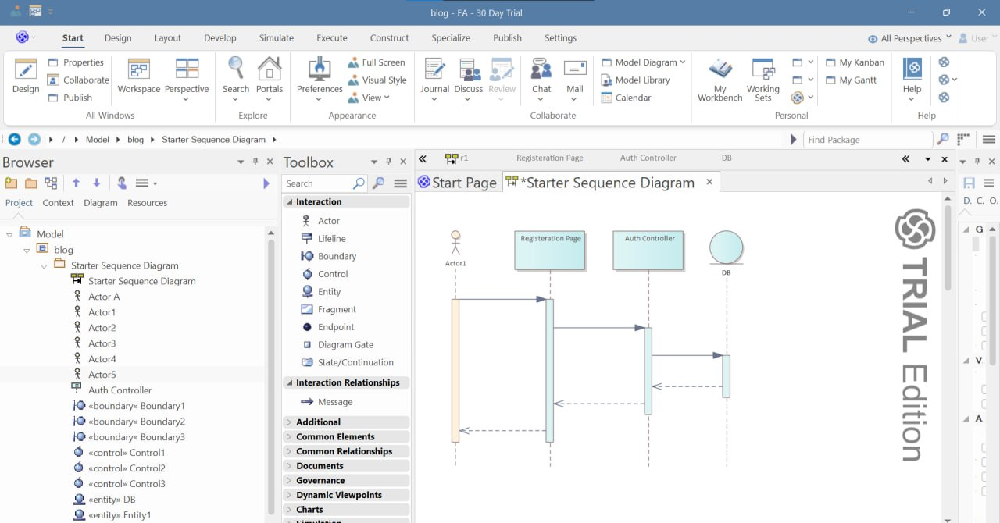 blog - EA - 30 Day Trial
Start Design Layout Develop Simulate Execute Construct Specialize Publish Settings All Perspectives User
Design
Properties
Collaborate
Publish
All Windows
Workspace Perspective
Search Portals
Explore
Preferences
Full Screen
Visual Style
View
Appearance
Journal Discuss Review
Chat Mail
Model Diagram
Model Library
Calendar
Collaborate
My
Workbench
Working
Sets
My Kanban
My Gantt
Personal
Help
Help
/ Model blog Starter Sequence Diagram
Find Package
Browser
Project Context Diagram Resources
Model
blog
Starter Sequence Diagram
Starter Sequence Diagram
Actor A
Actor1
Actor2
Actor3
Actor4
Actor5
Auth Controller
«boundary» Boundary1
«boundary» Boundary2
«boundary» Boundary3
«control» Control1
«control» Control2
«control» Control3
«entity» DB
«entity» Entity1
Toolbox
Search
Interaction
Actor
Lifeline
Boundary
Control
Entity
Fragment
Endpoint
Diagram Gate
State/Continuation
Interaction Relationships
Message
Additional
Common Elements
Common Relationships
Documents
Governance
Dynamic Viewpoints
Charts
Simulation
r1 Registeration Page Auth Controller DB
Start Page *Starter Sequence Diagram
Actor1
Registeration Page
Auth Controller
DB
TRIAL Edition
D. C. O.
G
V
A